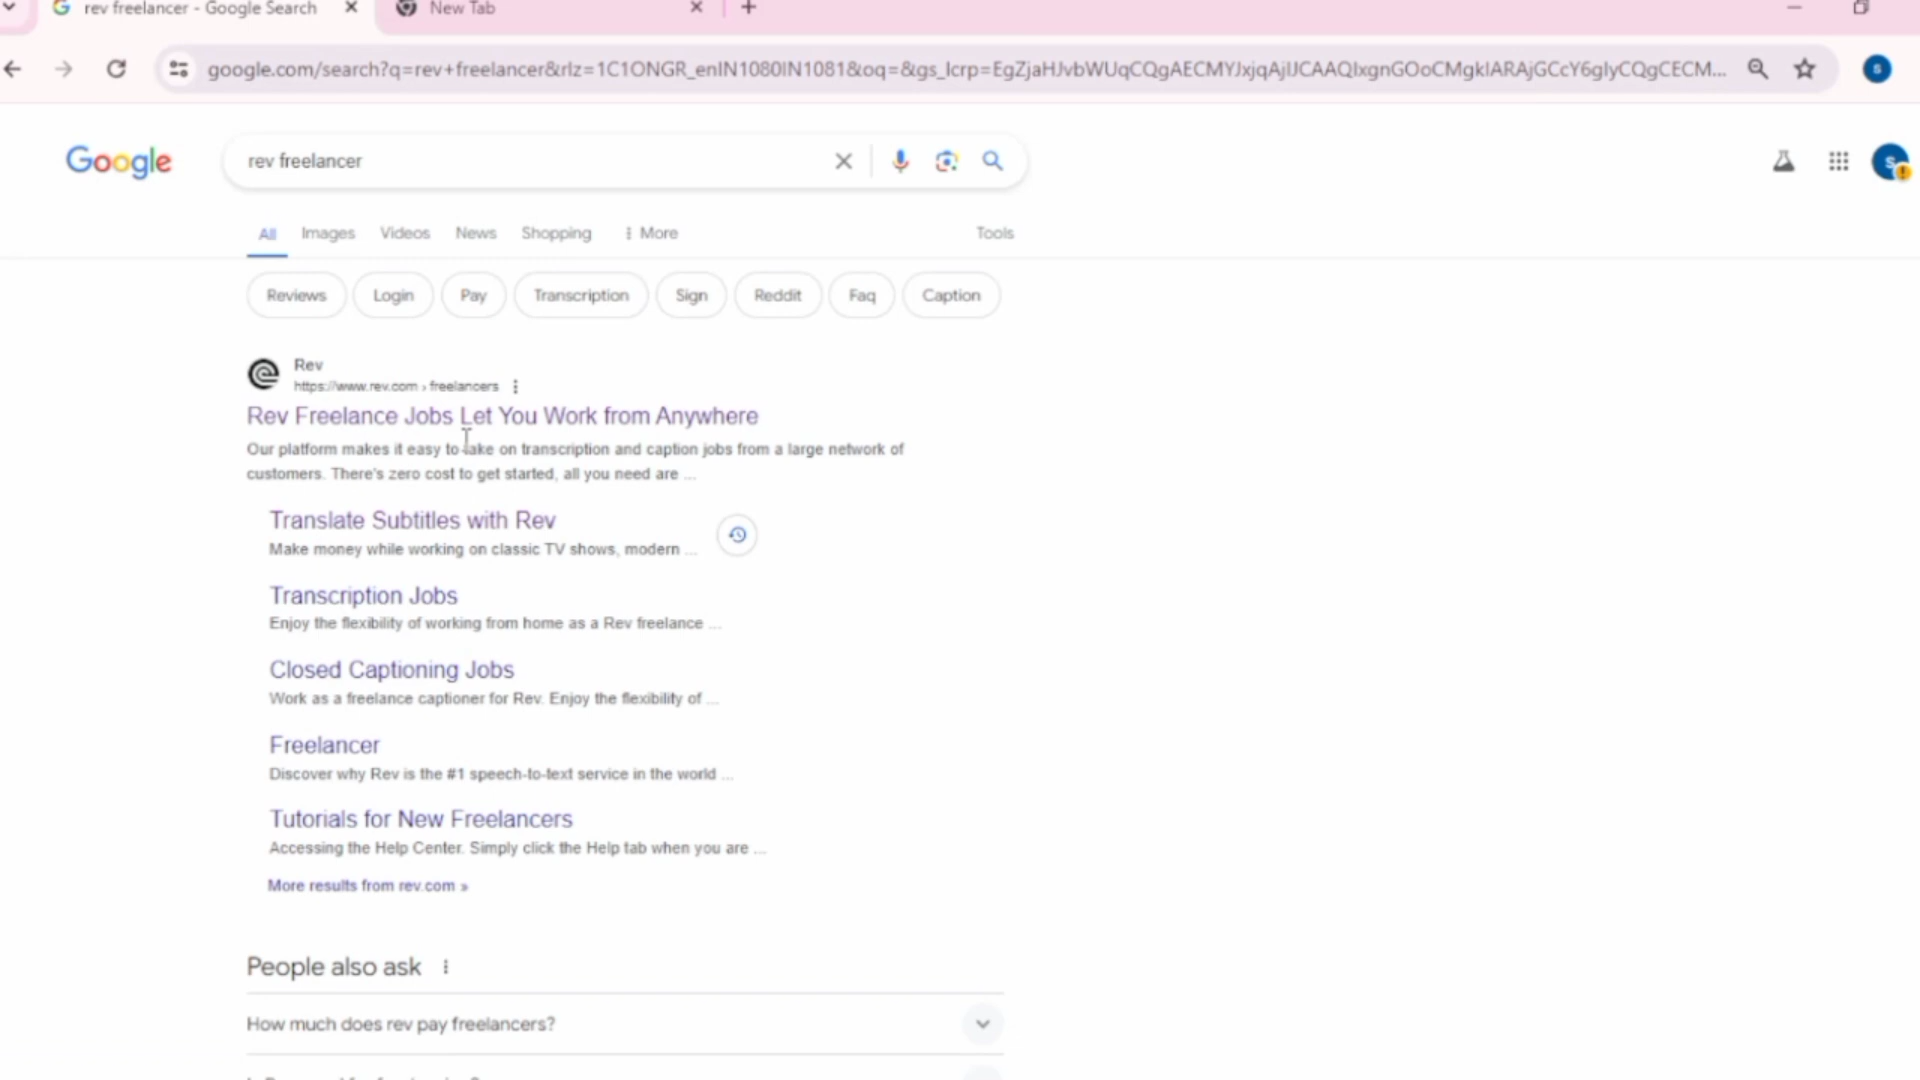 rev freelancer - Google Search
New Tab
google.com/search?q=rev+freelancer&rlz=1C1ONGR_enIN1080IN1081&oq=&gs_lcrp=
Google
rev freelancer
All Images Videos News Shopping More Tools
Reviews Login Pay Transcription Sign Reddit Faq Caption
Rev
https://www.rev.com › freelancers
Rev Freelance Jobs Let You Work from Anywhere
Our platform makes it easy to take on transcription and caption jobs from a large network of
customers. There's zero cost to get started, all you need are ...
Translate Subtitles with Rev
Make money while working on classic TV shows, modern ...
Transcription Jobs
Enjoy the flexibility of working from home as a Rev freelance ...
Closed Captioning Jobs
Work as a freelance captioner for Rev. Enjoy the flexibility of ...
Freelancer
Discover why Rev is the #1 speech-to-text service in the world ...
Tutorials for New Freelancers
Accessing the Help Center. Simply click the Help tab when you are ...
More results from rev.com »
People also ask
How much does rev pay freelancers?